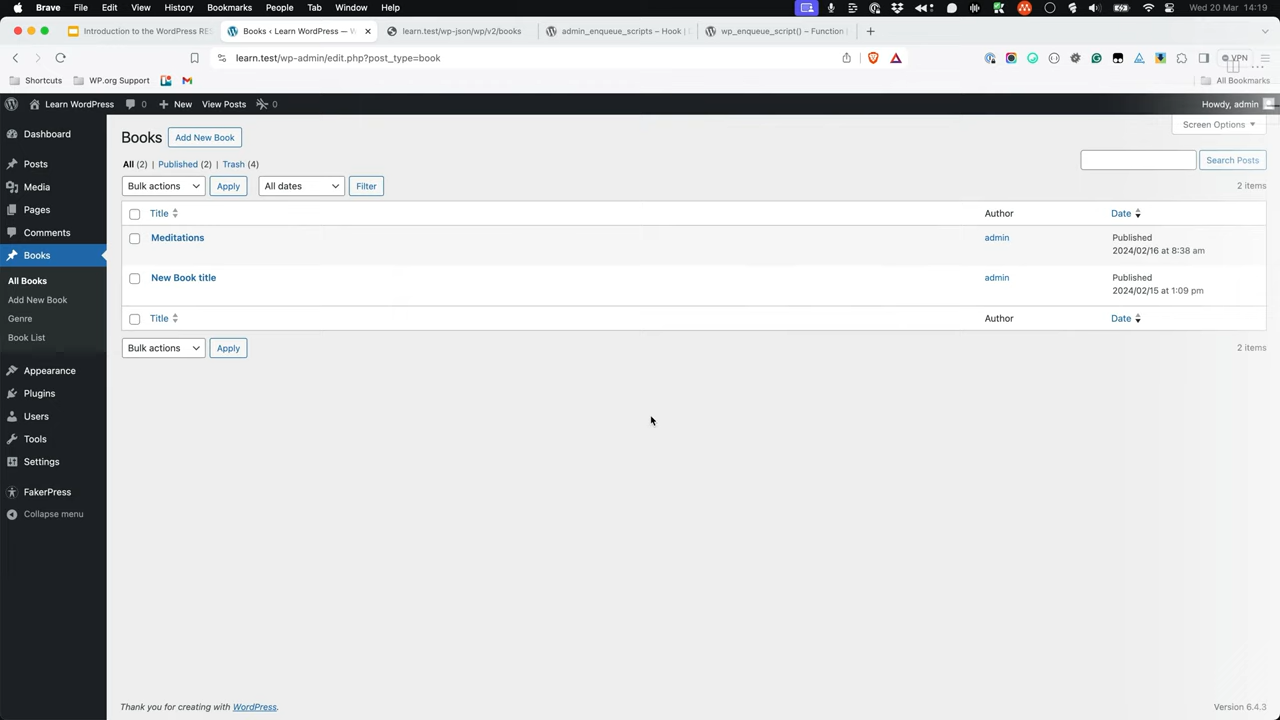 Brave File Edit View History Bookmarks People Tab Window Help Wed 20 Mar 14:19
Introduction to the WordPress RES Books ‹ Learn WordPress — W learn.test/wp-json/wp/v2/books admin_enqueue_scripts – Hook | wp_enqueue_script() – Function
learn.test/wp-admin/edit.php?post_type=book VPN
Shortcuts WP.org Support All Bookmarks
Learn WordPress 0 New View Posts 0 Howdy, admin
Screen Options
Dashboard
Posts
Media
Pages
Comments
Books
All Books
Add New Book
Genre
Book List
Appearance
Plugins
Users
Tools
Settings
FakerPress
Collapse menu
Books Add New Book
All (2) | Published (2) | Trash (4)
Search Posts
Bulk actions Apply All dates Filter 2 items
Title Author Date
Meditations admin Published
2024/02/16 at 8:38 am
New Book title admin Published
2024/02/15 at 1:09 pm
Title Author Date
Bulk actions Apply 2 items
Thank you for creating with WordPress. Version 6.4.3